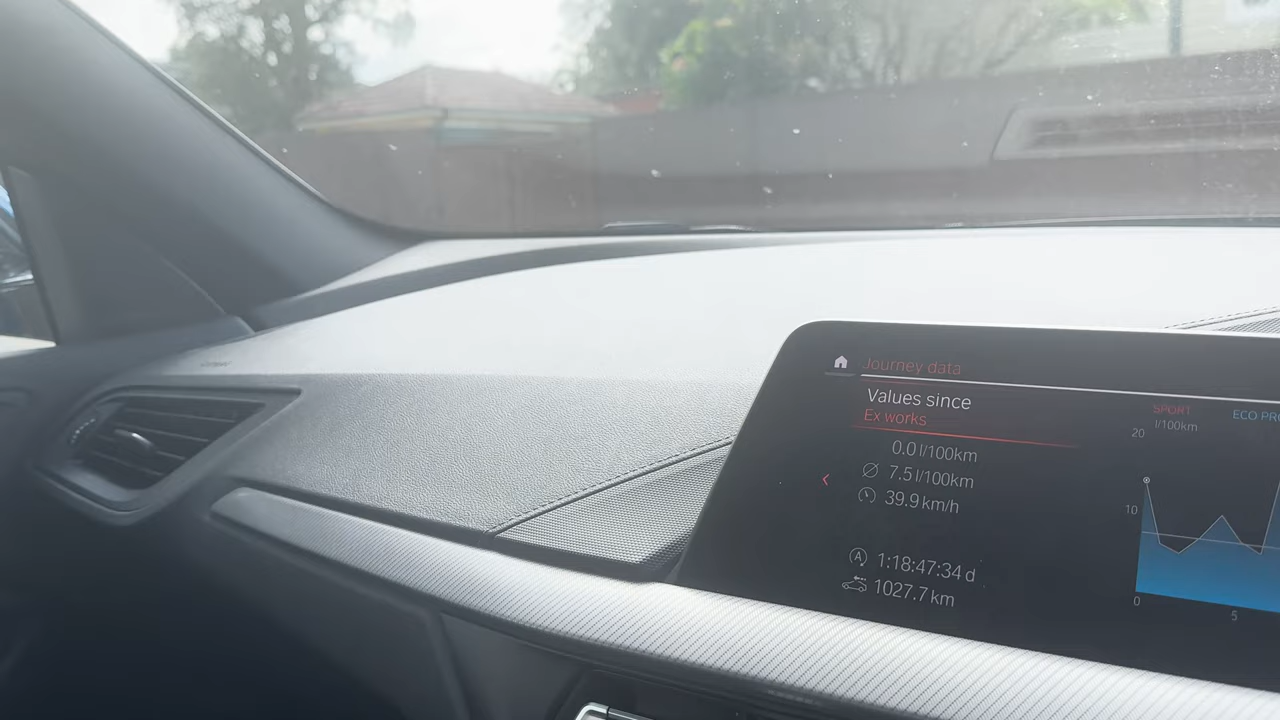 Journey data
Values since
Ex works
0.0 l/100km
7.5 l/100km
39.9 km/h
1:18:47:34 d
1027.7 km
SPORT
ECO PRO
l/100km
20
10
0
5